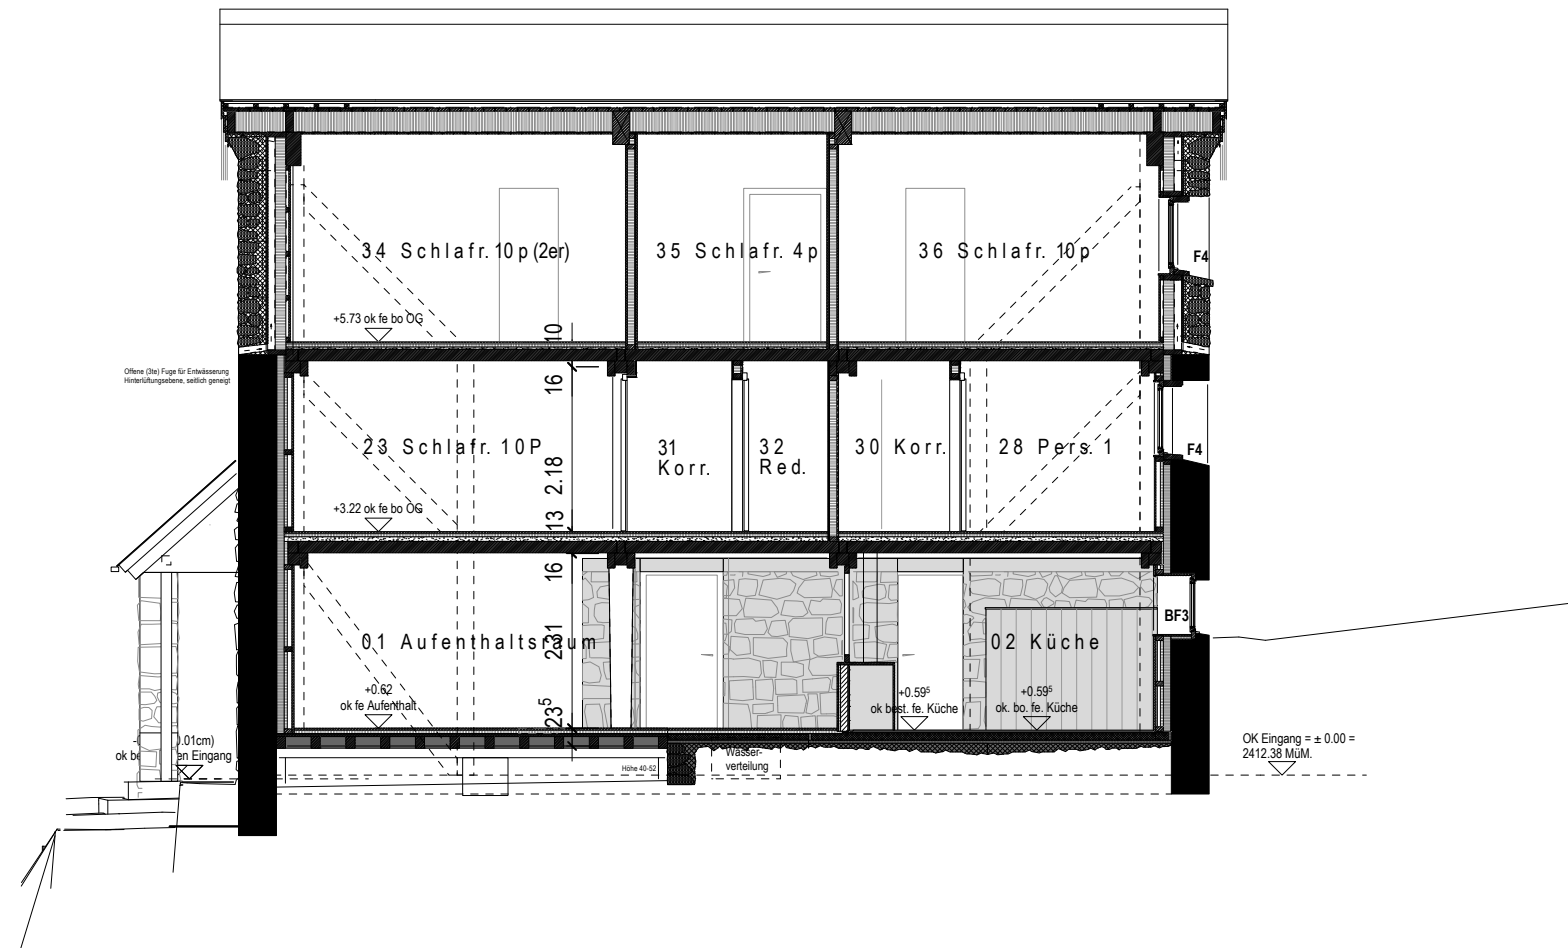 34 Schlafr. 10p (2er)
35 Schlafr. 4p
36 Schlafr. 10p
F4
+5.73 ok fe bo OG
10
Offene (3te) Fuge für Entwässerung
Hinterlüftungsebene, seitlich geneigt
16
23 Schlafr. 10P
31
Korr.
32
Red.
30 Korr.
28 Pers. 1
F4
2.18
+3.22 ok fe bo OG
13
16
01 Aufenthaltsraum
2.21
02 Küche
BF3
+0.62
ok fe Aufenthalt
23⁵
+0.59⁵
ok best. fe. Küche
+0.59⁵
ok. bo. fe. Küche
0.01cm)
en Eingang
Wasser-
verteilung
Höhe 40-52
OK Eingang = ± 0.00 =
2412.38 MüM.